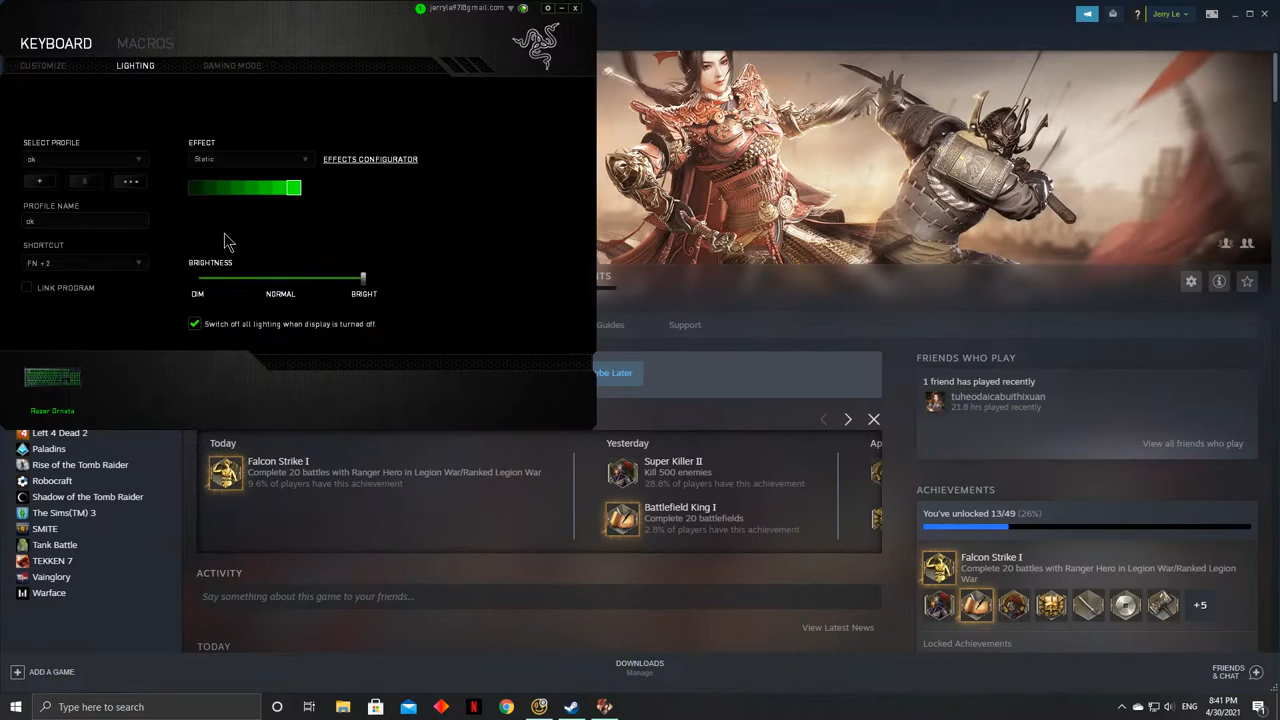 jerryle97@gmail.com
KEYBOARD
MACROS
CUSTOMIZE
LIGHTING
GAMING MODE
SELECT PROFILE
ok
PROFILE NAME
ok
SHORTCUT
FN + 2
LINK PROGRAM
EFFECT
Static
EFFECTS CONFIGURATOR
BRIGHTNESS
DIM
NORMAL
BRIGHT
Switch off all lighting when display is turned off.
Razer Ornata
Jerry Le
Guides
Support
FRIENDS WHO PLAY
1 friend has played recently
tuheodaicabuithixuan
21.8 hrs played recently
View all friends who play
Left 4 Dead 2
Paladins
Rise of the Tomb Raider
Robocraft
Shadow of the Tomb Raider
The Sims(TM) 3
SMITE
Tank Battle
TEKKEN 7
Vainglory
Warface
Today
Falcon Strike I
Complete 20 battles with Ranger Hero in Legion War/Ranked Legion War
9.6% of players have this achievement
Yesterday
Super Killer II
Kill 500 enemies
28.8% of players have this achievement
Battlefield King I
Complete 20 battlefields
2.8% of players have this achievement
Ap
ACTIVITY
Say something about this game to your friends...
View Latest News
TODAY
ACHIEVEMENTS
You've unlocked 13/49 (26%)
Falcon Strike I
Complete 20 battles with Ranger Hero in Legion War/Ranked Legion
War
+5
Locked Achievements
ADD A GAME
DOWNLOADS
Manage
FRIENDS
& CHAT
Type here to search
ENG
8:41 PM
4/30/2021